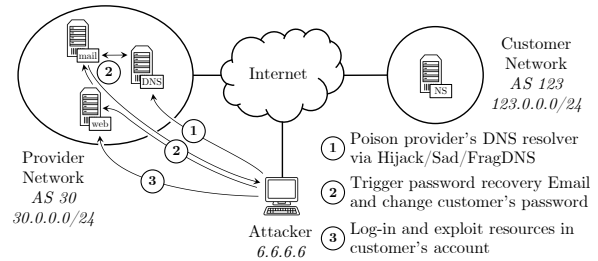 mail
2
DNS
web
Internet
NS
Customer
Network
AS 123
123.0.0.0/24
1
2
3
Provider
Network
AS 30
30.0.0.0/24
Attacker
6.6.6.6
1 Poison provider's DNS resolver
via Hijack/Sad/FragDNS
2 Trigger password recovery Email
and change customer's password
3 Log-in and exploit resources in
customer's account